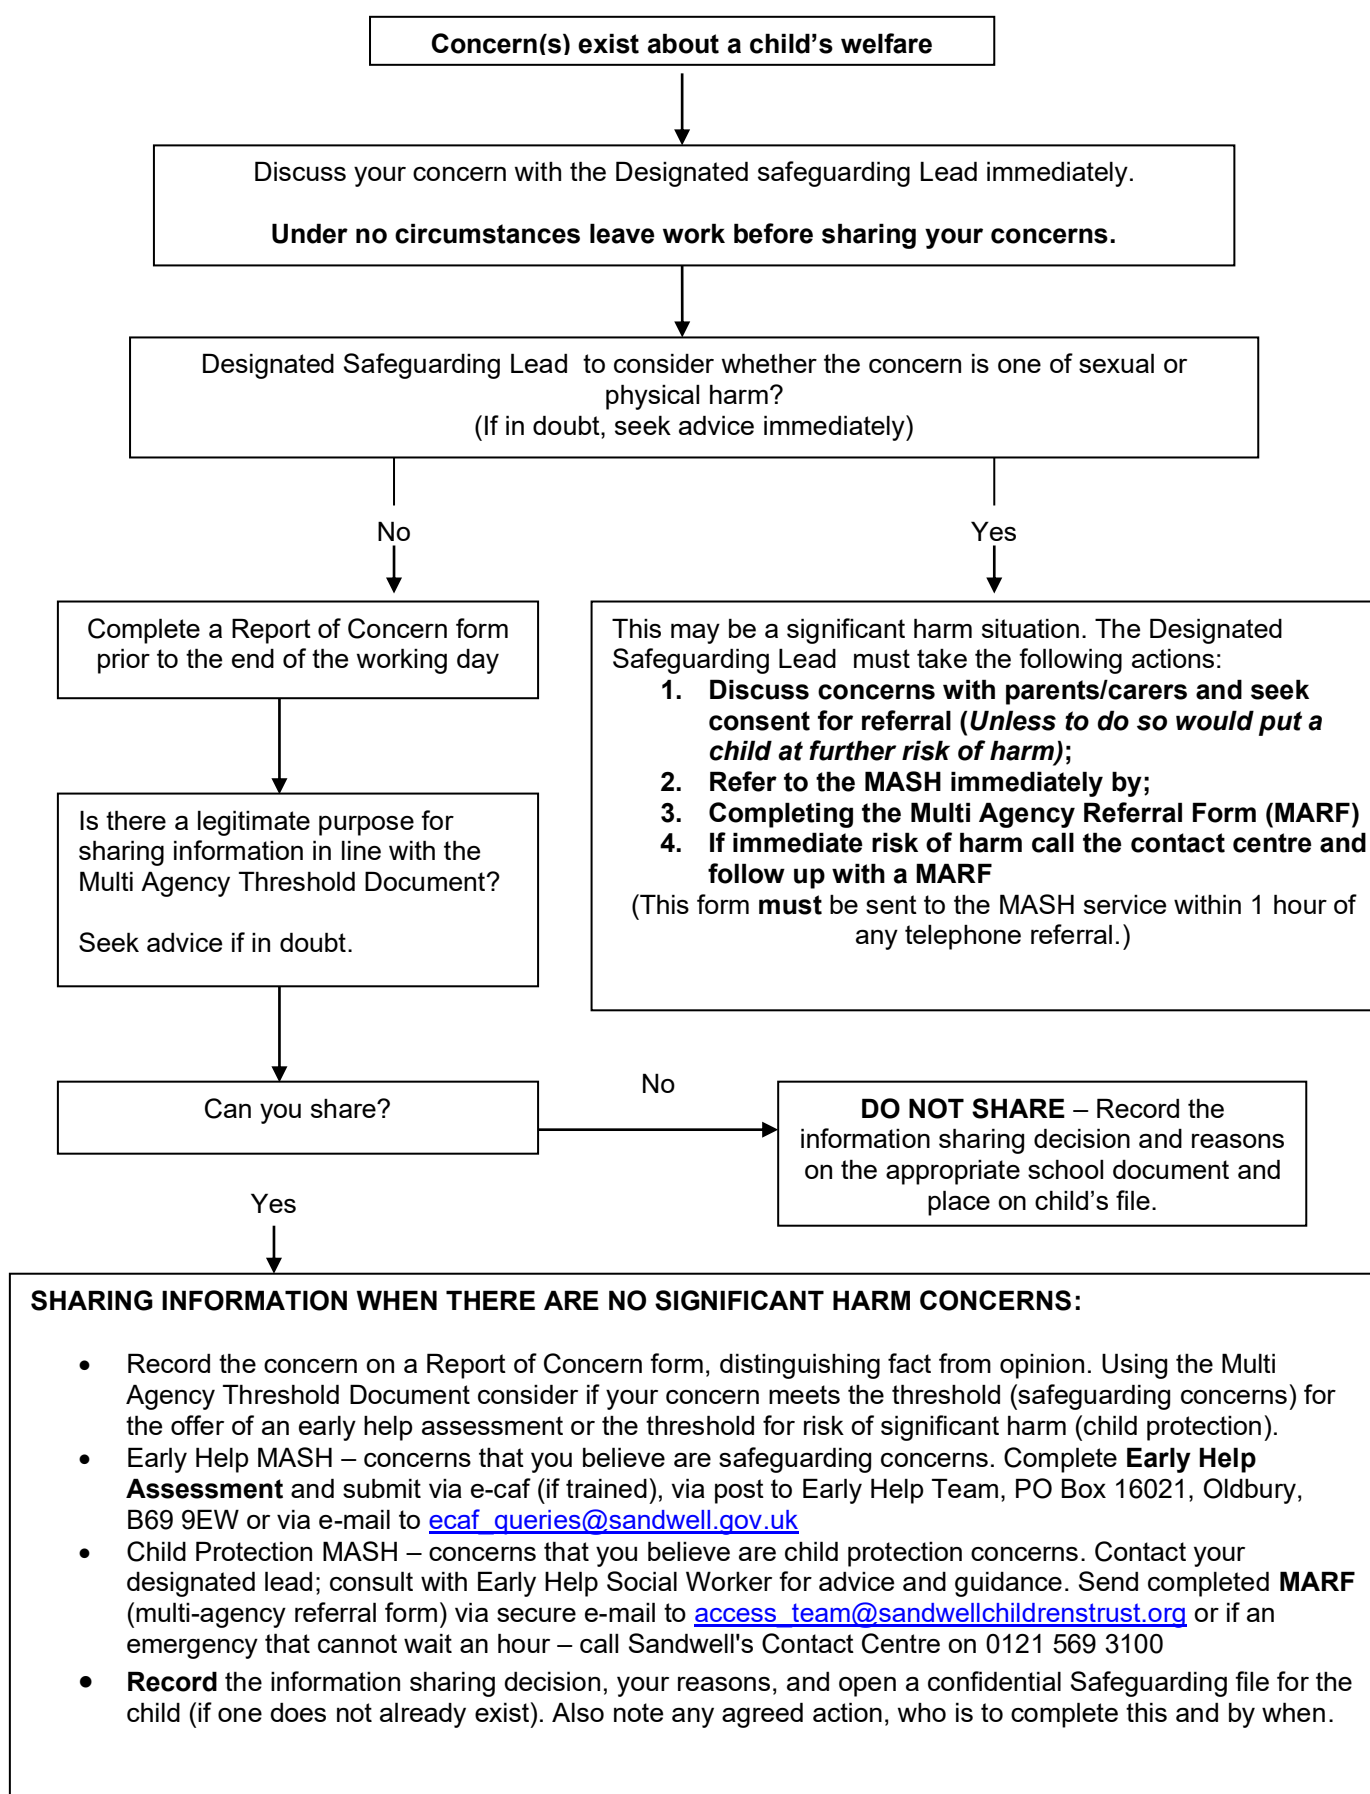 Concern(s) exist about a child's welfare
Discuss your concern with the Designated safeguarding Lead immediately.
Under no circumstances leave work before sharing your concerns.
Designated Safeguarding Lead  to consider whether the concern is one of sexual or
physical harm?
(If in doubt, seek advice immediately)
No
Yes
Complete a Report of Concern form
prior to the end of the working day
This may be a significant harm situation. The Designated
Safeguarding Lead  must take the following actions:
1. Discuss concerns with parents/carers and seek
consent for referral (Unless to do so would put a
child at further risk of harm);
2. Refer to the MASH immediately by;
3. Completing the Multi Agency Referral Form (MARF)
4. If immediate risk of harm call the contact centre and
follow up with a MARF
(This form must be sent to the MASH service within 1 hour of
any telephone referral.)
Is there a legitimate purpose for
sharing information in line with the
Multi Agency Threshold Document?
Seek advice if in doubt.
Can you share?
No
DO NOT SHARE – Record the
information sharing decision and reasons
on the appropriate school document and
place on child's file.
Yes
SHARING INFORMATION WHEN THERE ARE NO SIGNIFICANT HARM CONCERNS:
• Record the concern on a Report of Concern form, distinguishing fact from opinion. Using the Multi
Agency Threshold Document consider if your concern meets the threshold (safeguarding concerns) for
the offer of an early help assessment or the threshold for risk of significant harm (child protection).
• Early Help MASH – concerns that you believe are safeguarding concerns. Complete Early Help
Assessment and submit via e-caf (if trained), via post to Early Help Team, PO Box 16021, Oldbury,
B69 9EW or via e-mail to ecaf_queries@sandwell.gov.uk
• Child Protection MASH – concerns that you believe are child protection concerns. Contact your
designated lead; consult with Early Help Social Worker for advice and guidance. Send completed MARF
(multi-agency referral form) via secure e-mail to access_team@sandwellchildrenstrust.org or if an
emergency that cannot wait an hour – call Sandwell's Contact Centre on 0121 569 3100
• Record the information sharing decision, your reasons, and open a confidential Safeguarding file for the
child (if one does not already exist). Also note any agreed action, who is to complete this and by when.